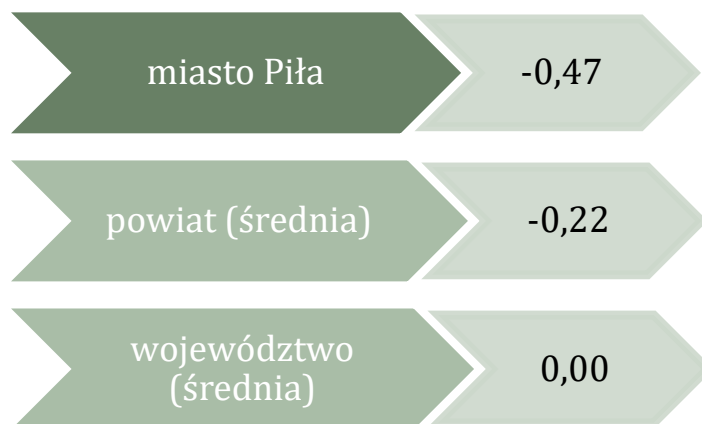 miasto Piła
-0,47
powiat (średnia)
-0,22
województwo
(średnia)
0,00